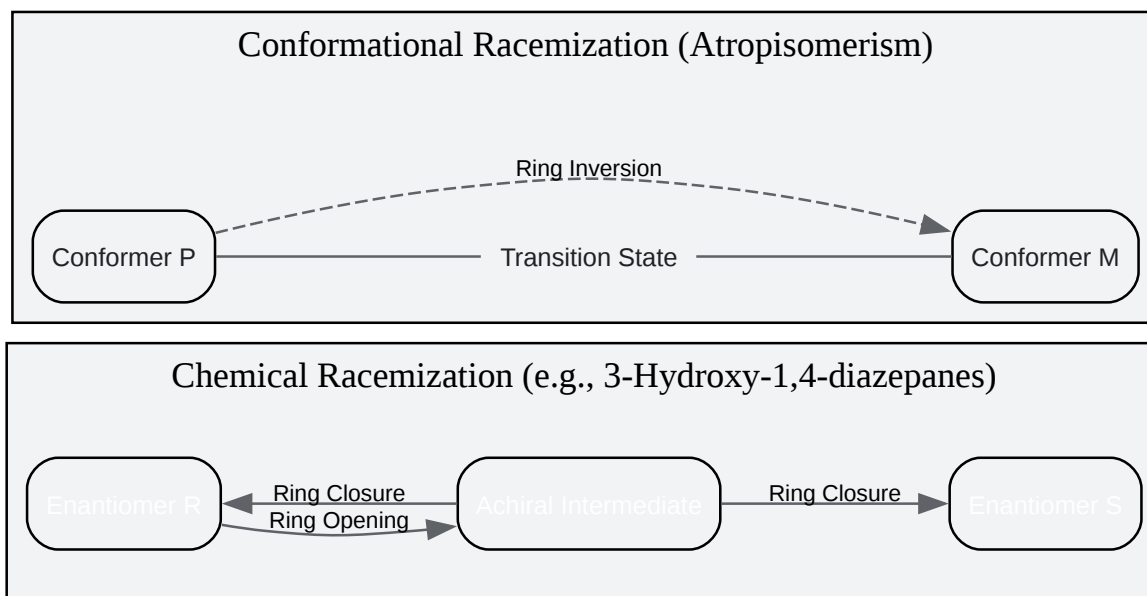 Conformational Racemization (Atropisomerism)
Ring Inversion
Conformer P
Transition State
Conformer M
Chemical Racemization (e.g., 3-Hydroxy-1,4-diazepanes)
Enantiomer R
Ring Closure
Ring Opening
Achiral Intermediate
Ring Closure
Enantiomer S